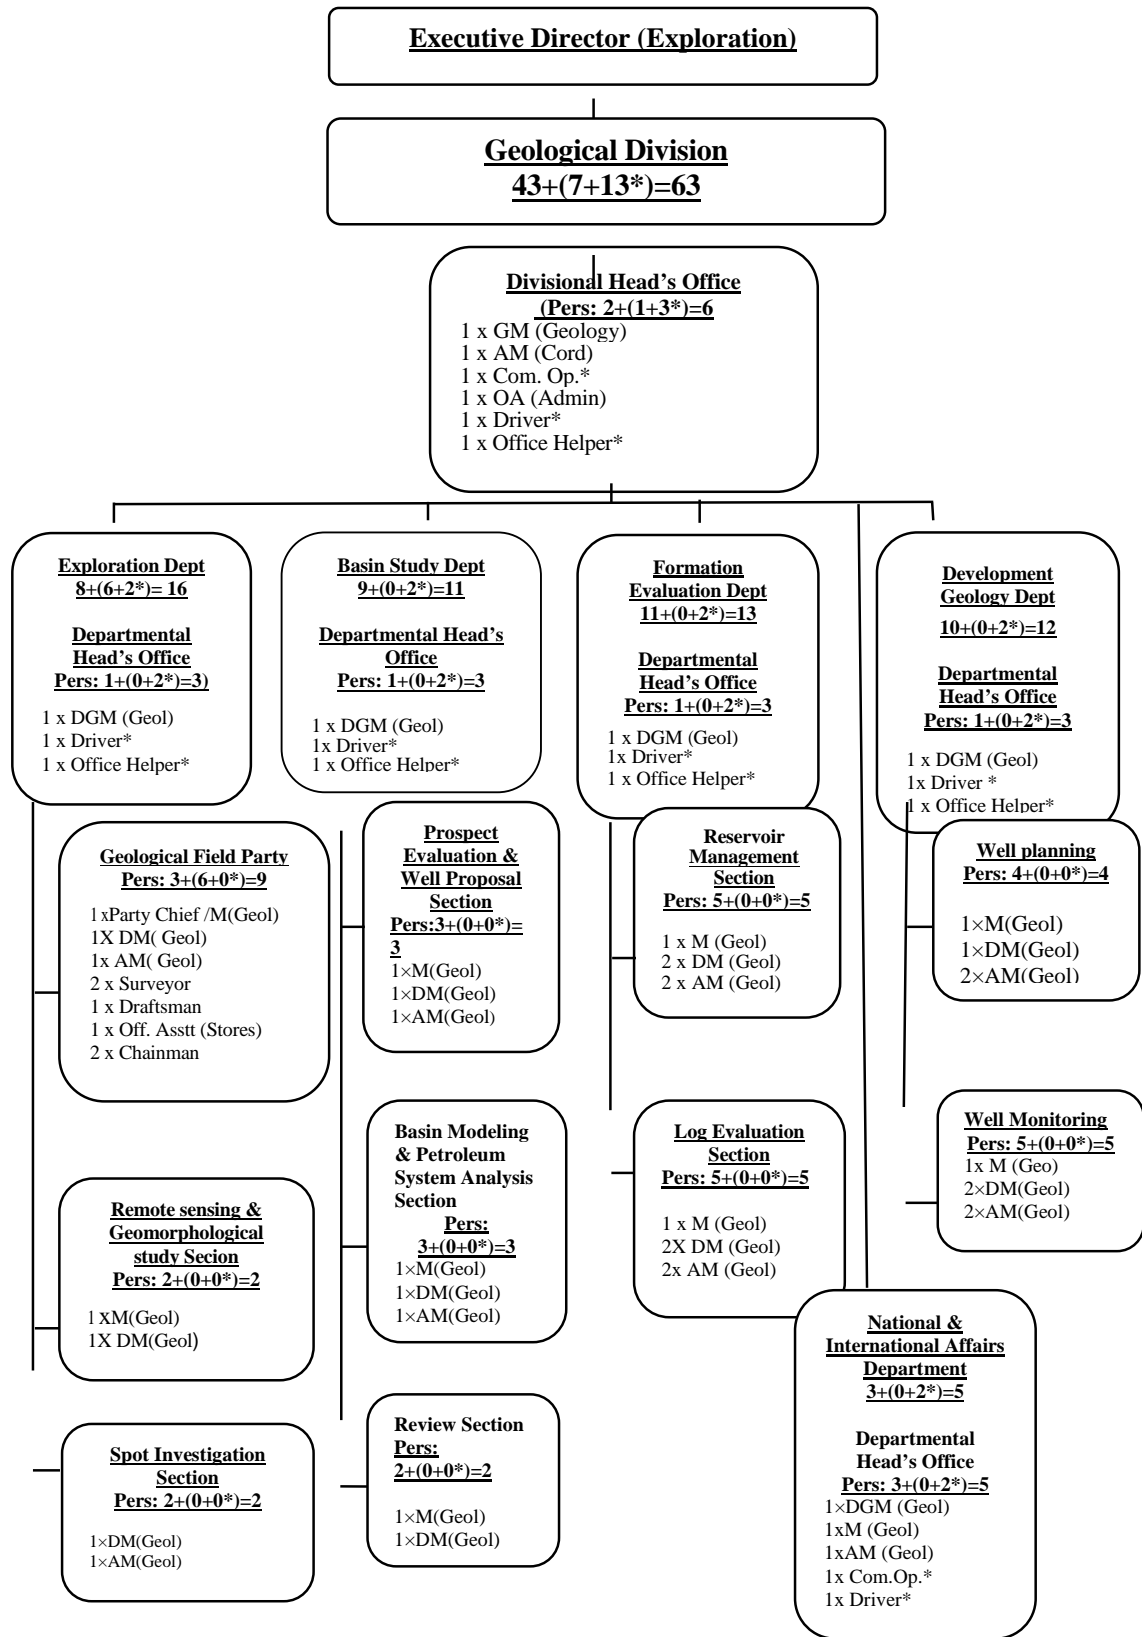 Executive Director (Exploration)
Geological Division
43+(7+13*)=63
Divisional Head's Office
(Pers: 2+(1+3*)=6
1 x GM (Geology)
1 x AM (Cord)
1 x Com. Op.*
1 x OA (Admin)
1 x Driver*
1 x Office Helper*
Exploration Dept
8+(6+2*)= 16
Departmental
Head's Office
Pers: 1+(0+2*)=3)
1 x DGM (Geol)
1 x Driver*
1 x Office Helper*
Basin Study Dept
9+(0+2*)=11
Departmental Head's
Office
Pers: 1+(0+2*)=3
1 x DGM (Geol)
1x Driver*
1 x Office Helper*
Formation
Evaluation Dept
11+(0+2*)=13
Departmental
Head's Office
Pers: 1+(0+2*)=3
1 x DGM (Geol)
1x Driver*
1 x Office Helper*
Development
Geology Dept
10+(0+2*)=12
Departmental
Head's Office
Pers: 1+(0+2*)=3
1 x DGM (Geol)
1x Driver *
1 x Office Helper*
Geological Field Party
Pers: 3+(6+0*)=9
1xParty Chief /M(Geol)
1X DM( Geol)
1x AM( Geol)
2 x Surveyor
1 x Draftsman
1 x Off. Asstt (Stores)
2 x Chainman
Prospect
Evaluation &
Well Proposal
Section
Pers:3+(0+0*)=
3
1×M(Geol)
1×DM(Geol)
1×AM(Geol)
Reservoir
Management
Section
Pers: 5+(0+0*)=5
1 x M (Geol)
2 x DM (Geol)
2 x AM (Geol)
Well planning
Pers: 4+(0+0*)=4
1×M(Geol)
1×DM(Geol)
2×AM(Geol)
Remote sensing &
Geomorphological
study Secion
Pers: 2+(0+0*)=2
1XM(Geol)
1X DM(Geol)
Basin Modeling
& Petroleum
System Analysis
Section
Pers:
3+(0+0*)=3
1×M(Geol)
1×DM(Geol)
1×AM(Geol)
Log Evaluation
Section
Pers: 5+(0+0*)=5
1 x M (Geol)
2X DM (Geol)
2x AM (Geol)
Well Monitoring
Pers: 5+(0+0*)=5
1x M (Geo)
2×DM(Geol)
2×AM(Geol)
Spot Investigation
Section
Pers: 2+(0+0*)=2
1×DM(Geol)
1×AM(Geol)
Review Section
Pers:
2+(0+0*)=2
1×M(Geol)
1×DM(Geol)
National &
International Affairs
Department
3+(0+2*)=5
Departmental
Head's Office
Pers: 3+(0+2*)=5
1×DGM (Geol)
1xM (Geol)
1xAM (Geol)
1x Com.Op.*
1x Driver*